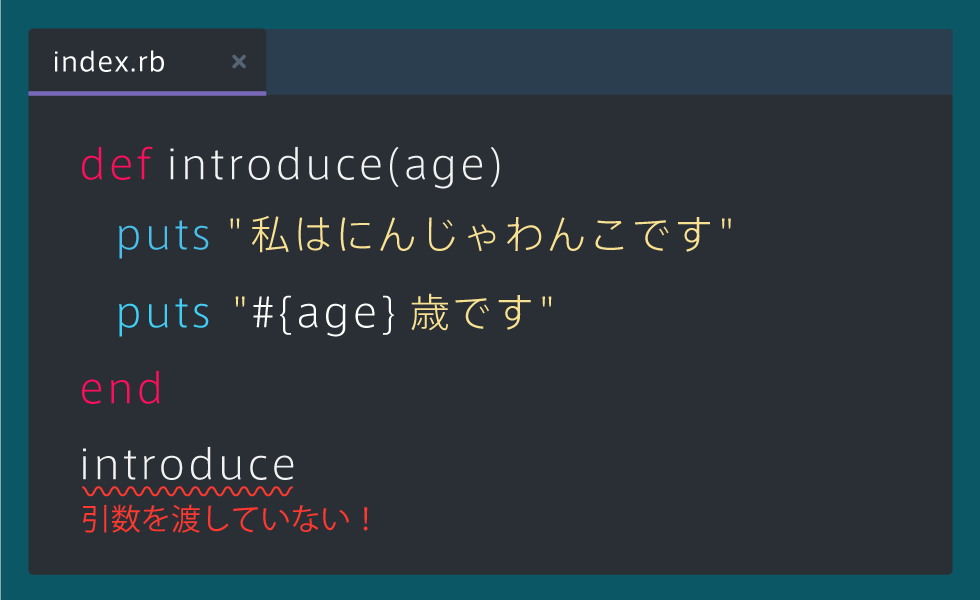 index.rb ×
def introduce(age)
puts "私はにんじゃわんこです"
puts "#{age} 歳です"
end
introduce
引数を渡していない！